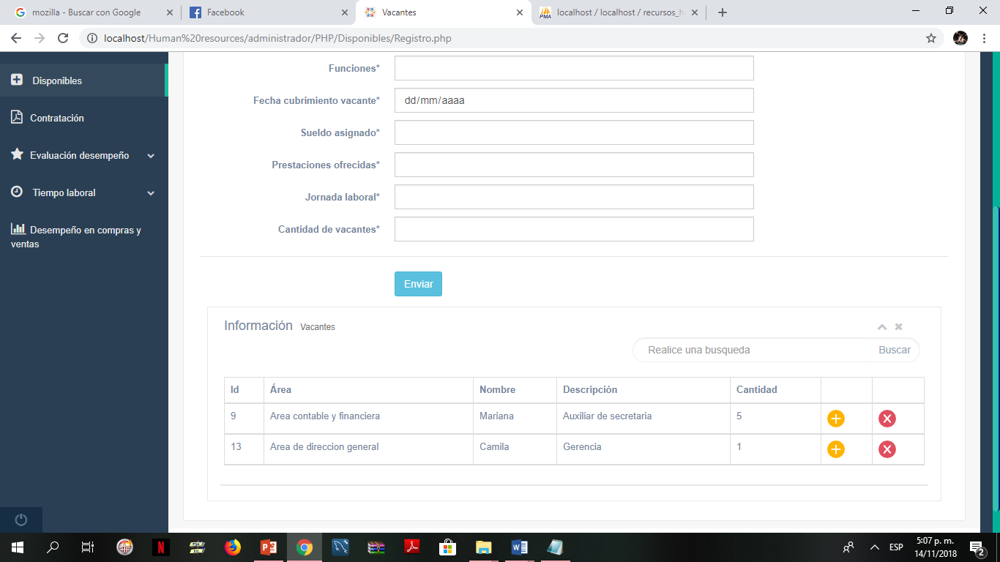 mozilla - Buscar con Google
Facebook
Vacantes
localhost / localhost / recursos_h
localhost/Human%20resources/administrador/PHP/Disponibles/Registro.php
Disponibles
Contratación
Evaluación desempeño
Tiempo laboral
Desempeño en compras y
ventas
Funciones*
Fecha cubrimiento vacante* dd/mm/aaaa
Sueldo asignado*
Prestaciones ofrecidas*
Jornada laboral*
Cantidad de vacantes*
Enviar
Información Vacantes
Realice una busqueda Buscar
Id Área Nombre Descripción Cantidad
9 Area contable y financiera Mariana Auxiliar de secretaria 5
13 Area de direccion general Camila Gerencia 1
ESP
5:07 p. m.
14/11/2018
2